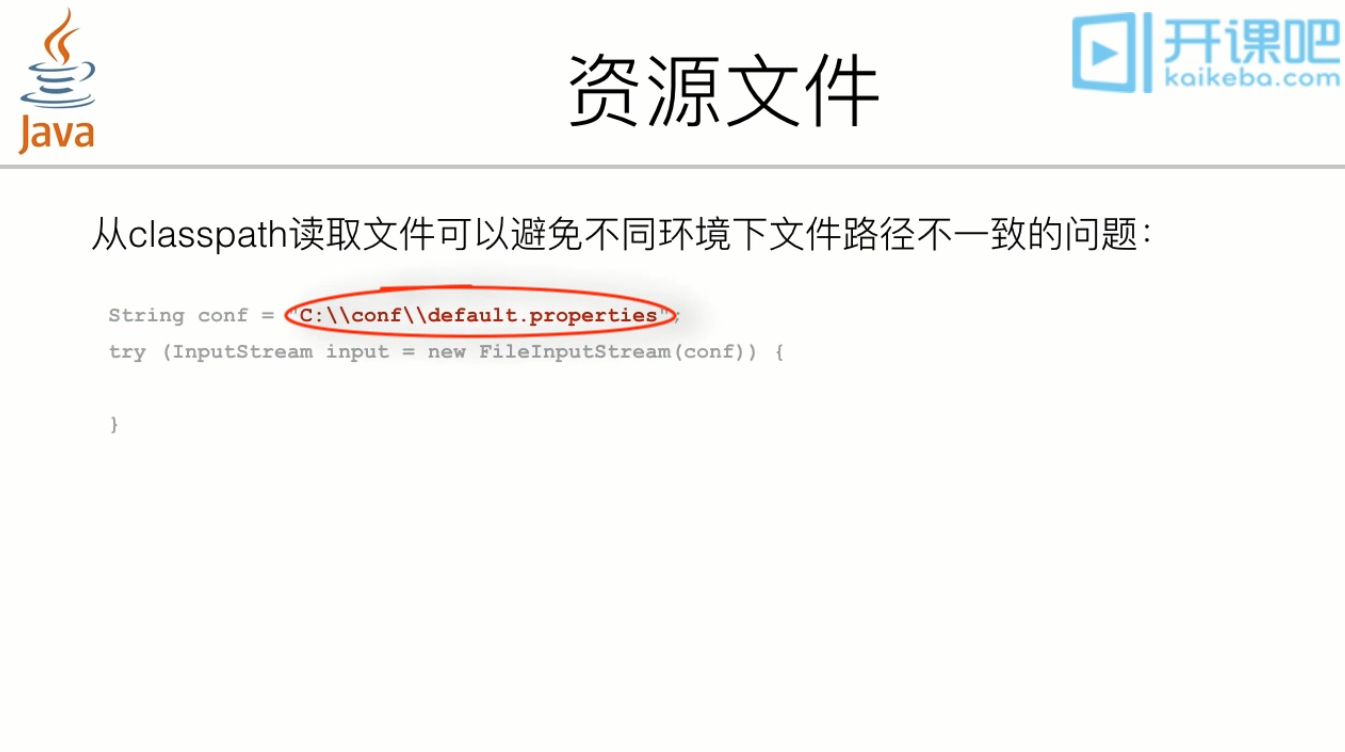 Java
资源文件
开课吧
kaikeba.com
从classpath读取文件可以避免不同环境下文件路径不一致的问题：
String conf = "C:\\conf\\default.properties";
try (InputStream input = new FileInputStream(conf)) {
}